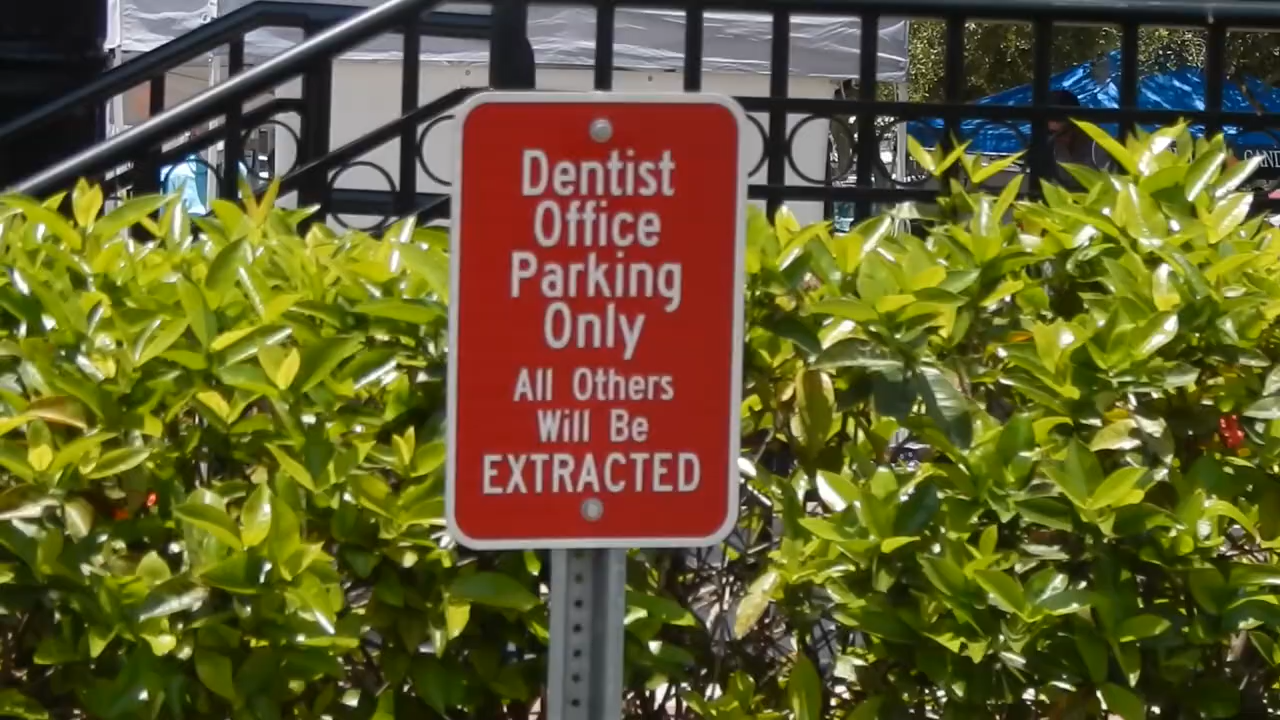 Dentist
Office
Parking
Only
All Others
Will Be
EXTRACTED